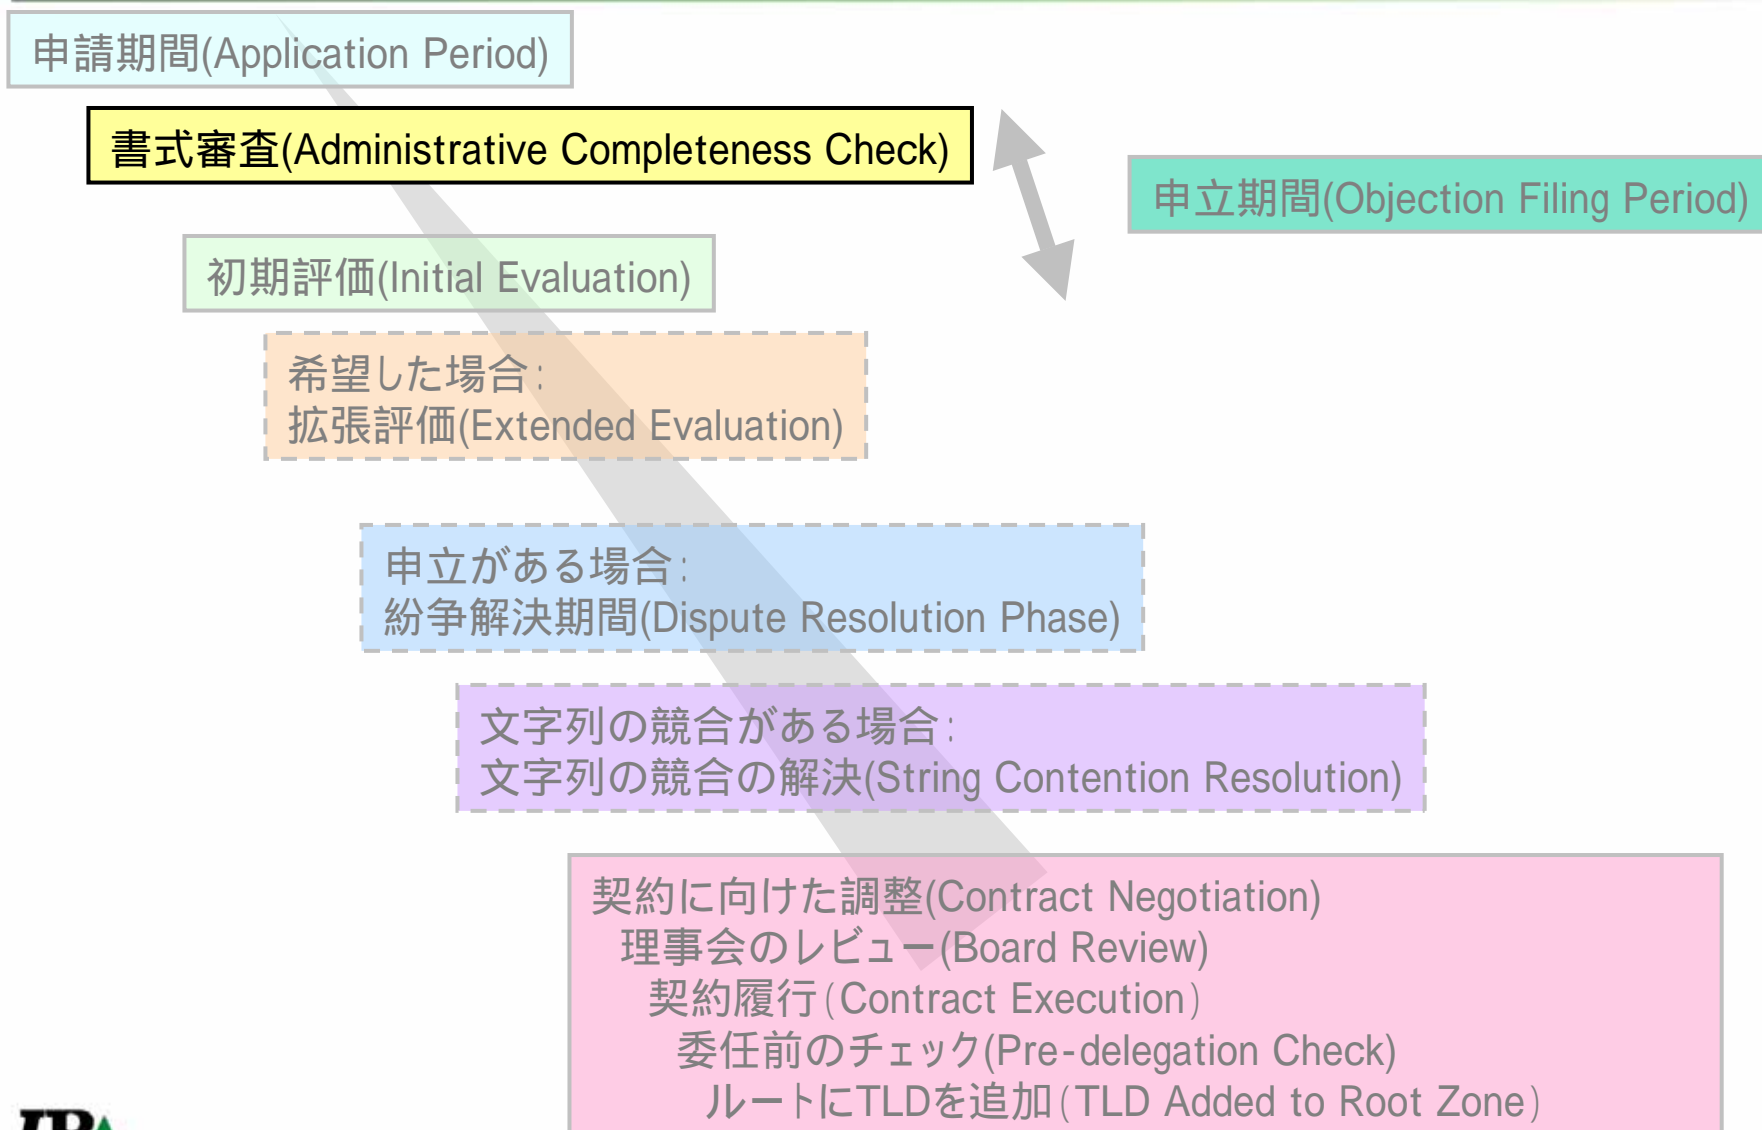 申請期間(Application Period)
書式審査(Administrative Completeness Check)
申立期間(Objection Filing Period)
初期評価(Initial Evaluation)
希望した場合:
拡張評価(Extended Evaluation)
申立がある場合:
紛争解決期間(Dispute Resolution Phase)
文字列の競合がある場合:
文字列の競合の解決(String Contention Resolution)
契約に向けた調整(Contract Negotiation)
理事会のレビュー(Board Review)
契約履行(Contract Execution)
委任前のチェック(Pre-delegation Check)
ルートにTLDを追加(TLD Added to Root Zone)